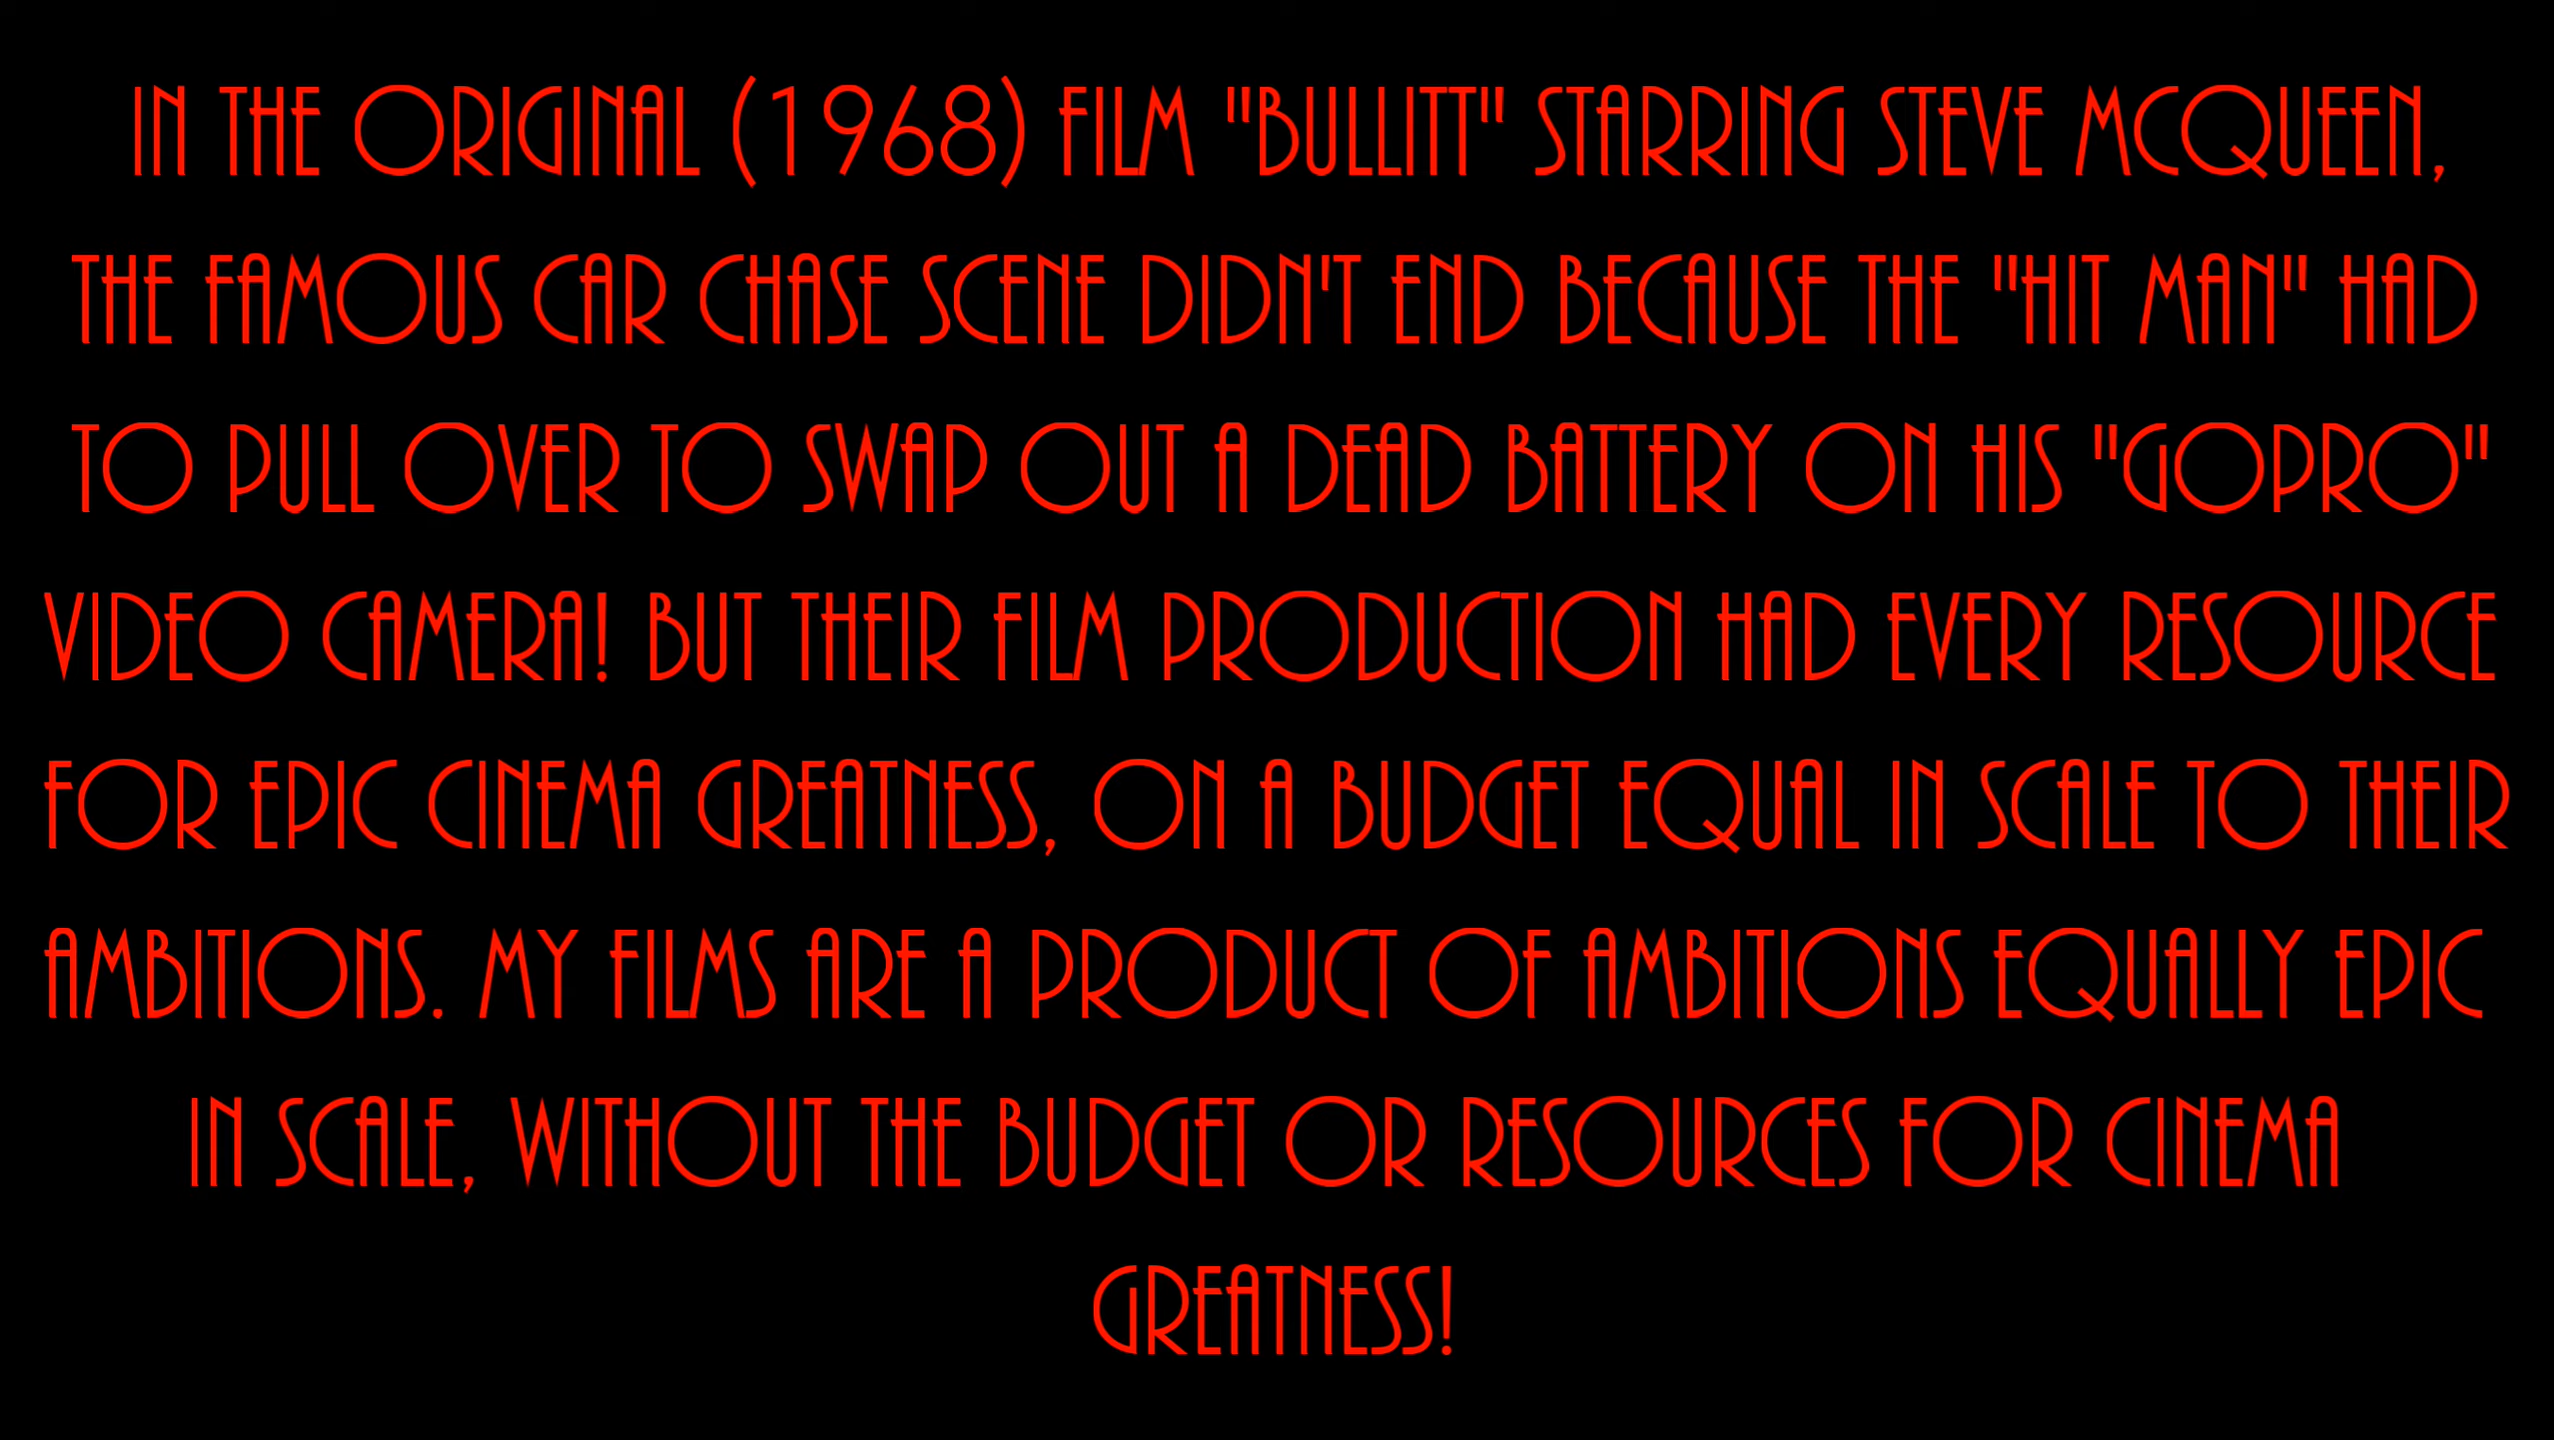 IN THE ORIGINAL (1968) FILM "BULLITT" STARRING STEVE MCQUEEN,
THE FAMOUS CAR CHASE SCENE DIDN'T END BECAUSE THE "HIT MAN" HAD
TO PULL OVER TO SWAP OUT A DEAD BATTERY ON HIS "GOPRO"
VIDEO CAMERA! BUT THEIR FILM PRODUCTION HAD EVERY RESOURCE
FOR EPIC CINEMA GREATNESS, ON A BUDGET EQUAL IN SCALE TO THEIR
AMBITIONS. MY FILMS ARE A PRODUCT OF AMBITIONS EQUALLY EPIC
IN SCALE, WITHOUT THE BUDGET OR RESOURCES FOR CINEMA
GREATNESS!